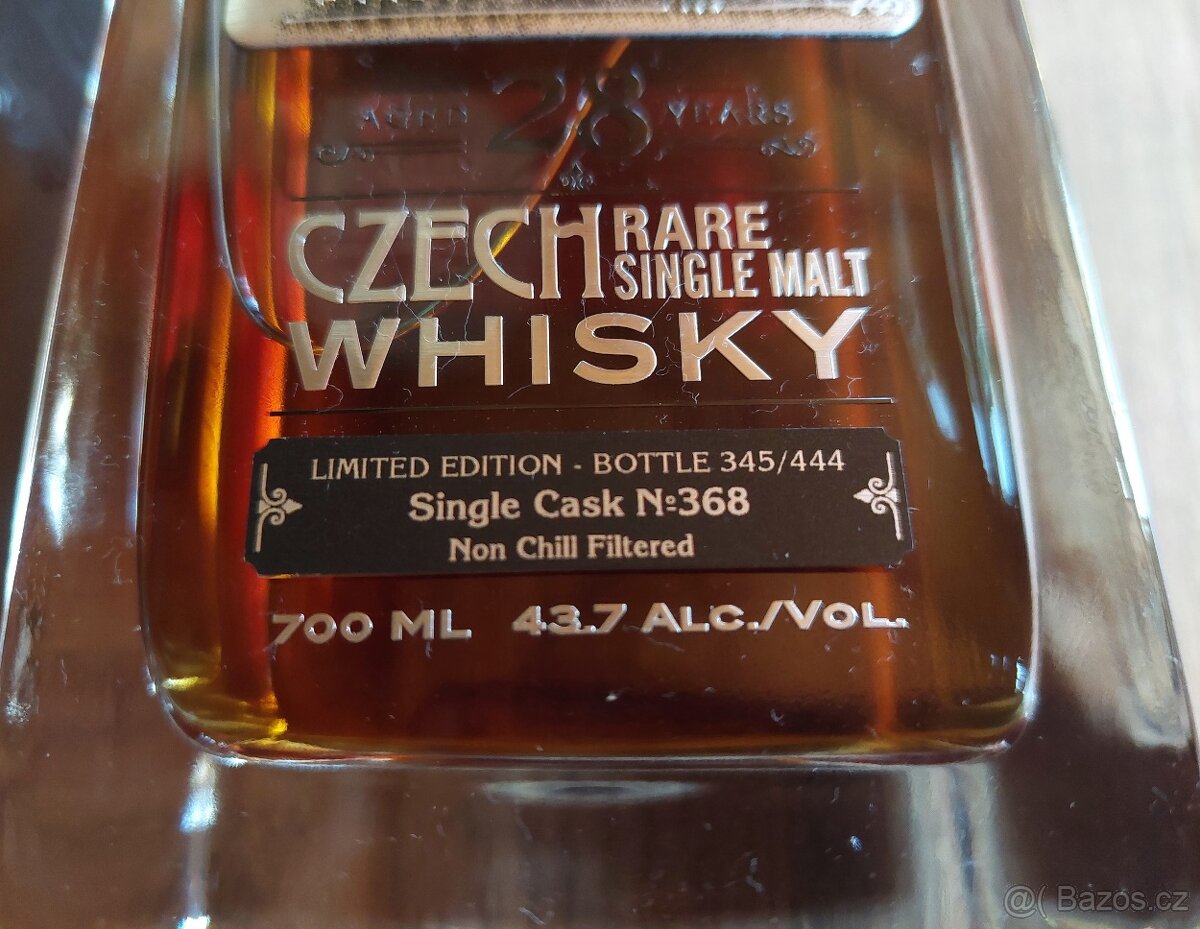 AGED 28 YEARS
CZECH RARE
SINGLE MALT
WHISKY
LIMITED EDITION - BOTTLE 345/444
Single Cask Nº368
Non Chill Filtered
700 ML 43.7 ALC./VOL.
@( Bazoš.cz